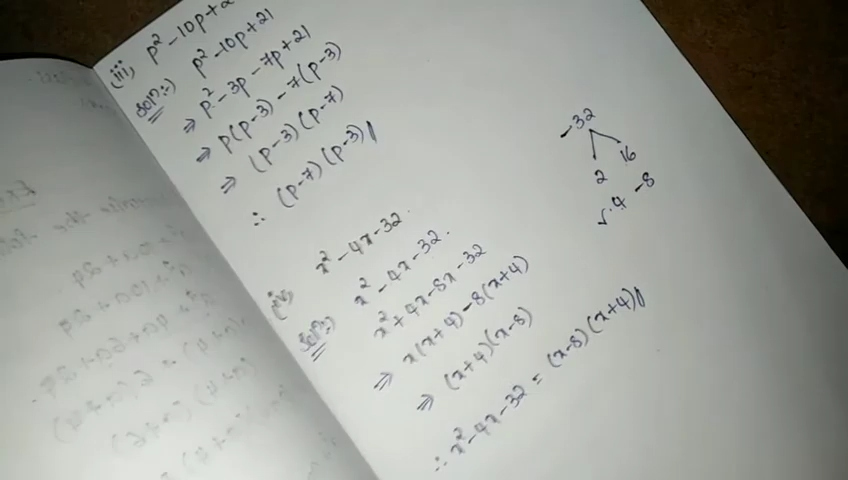 (iii) p² - 10p + 2
Sol?:-) p² - 10p + 21
⇒ p² - 3p - 7p + 21
⇒ p(p-3) - 7(p-3)
⇒ (p-3) (p-7)
∴ (p-7) (p-3)
(iv) x² - 4x - 32.
Sol?:-) x² - 4x - 32.
x² + 4x - 8x - 32
⇒ x(x+4) - 8(x+4)
⇒ (x+4) (x-8)
∴ x² - 4x - 32 = (x-8) (x+4)
-32
2 16
√.4 -8